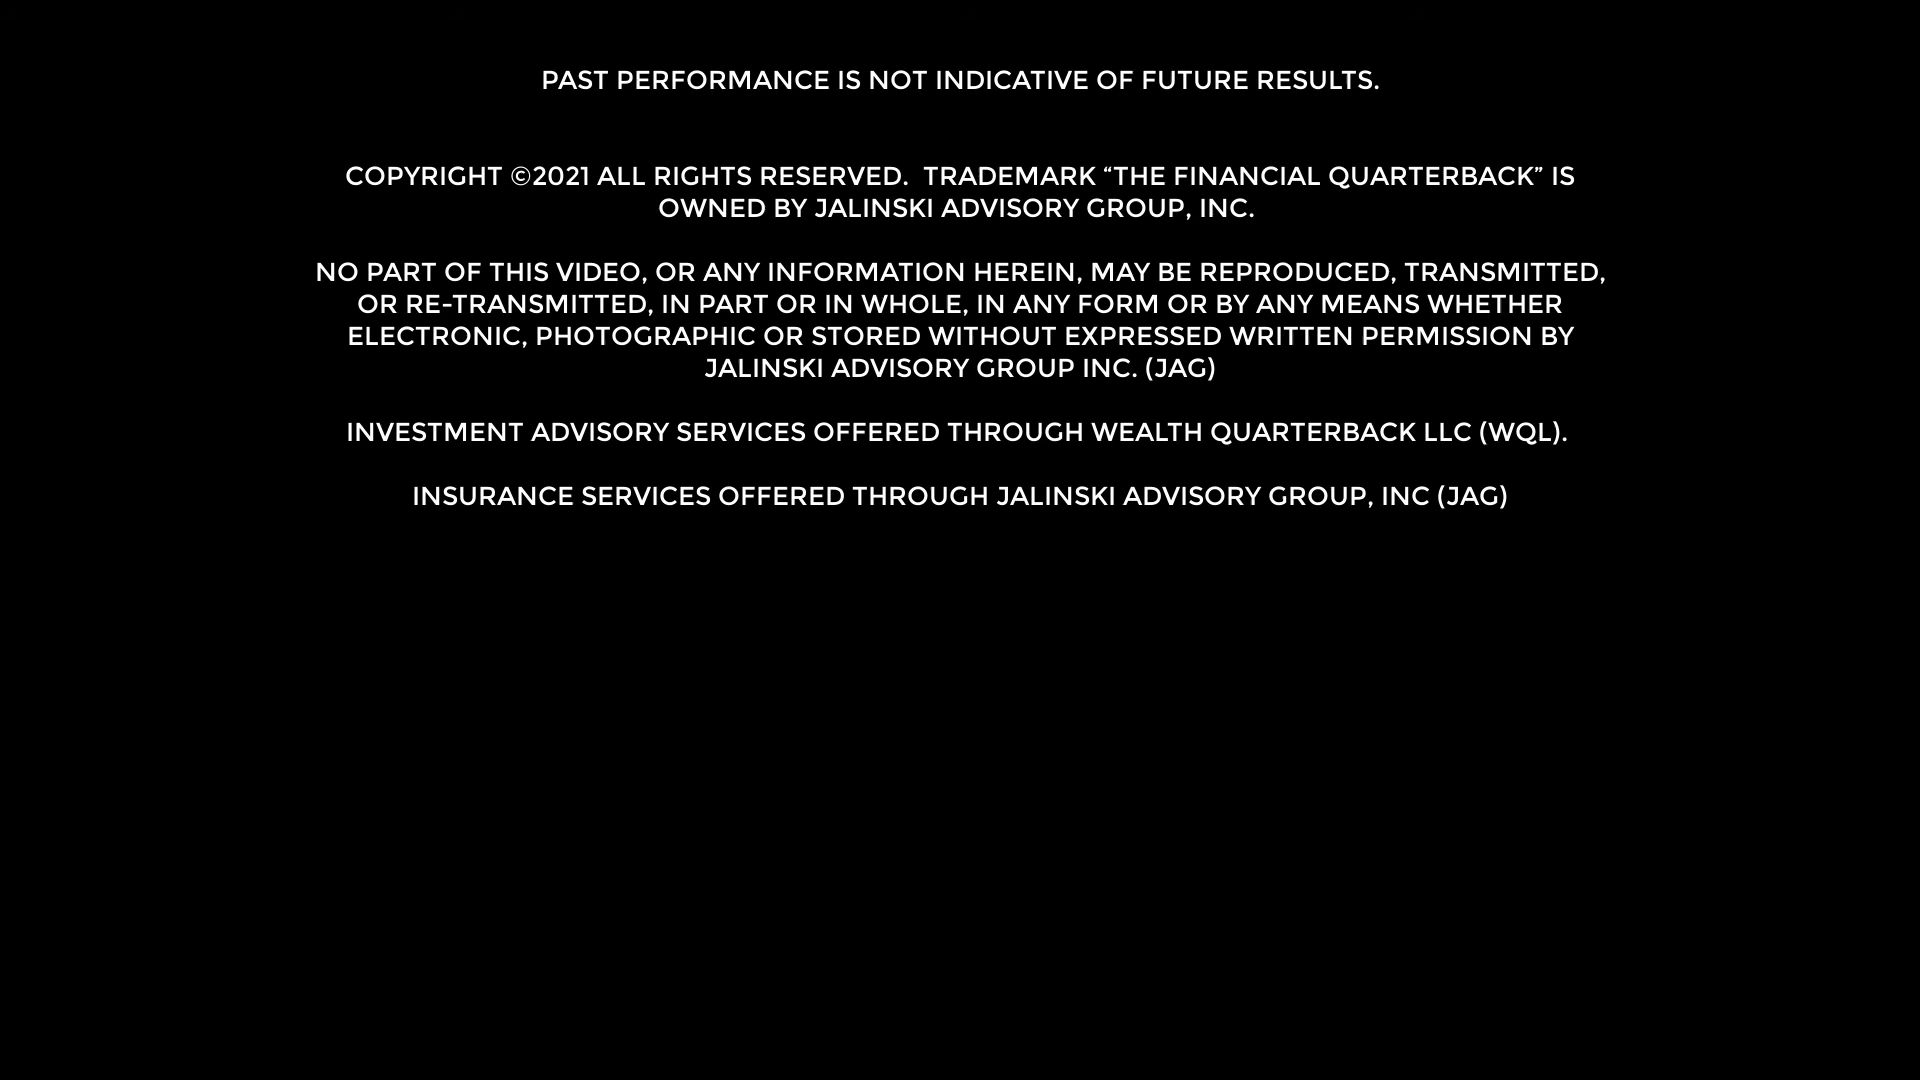 PAST PERFORMANCE IS NOT INDICATIVE OF FUTURE RESULTS.
COPYRIGHT ©2021 ALL RIGHTS RESERVED.  TRADEMARK “THE FINANCIAL QUARTERBACK” IS
OWNED BY JALINSKI ADVISORY GROUP, INC.
NO PART OF THIS VIDEO, OR ANY INFORMATION HEREIN, MAY BE REPRODUCED, TRANSMITTED,
OR RE-TRANSMITTED, IN PART OR IN WHOLE, IN ANY FORM OR BY ANY MEANS WHETHER
ELECTRONIC, PHOTOGRAPHIC OR STORED WITHOUT EXPRESSED WRITTEN PERMISSION BY
JALINSKI ADVISORY GROUP INC. (JAG)
INVESTMENT ADVISORY SERVICES OFFERED THROUGH WEALTH QUARTERBACK LLC (WQL).
INSURANCE SERVICES OFFERED THROUGH JALINSKI ADVISORY GROUP, INC (JAG)